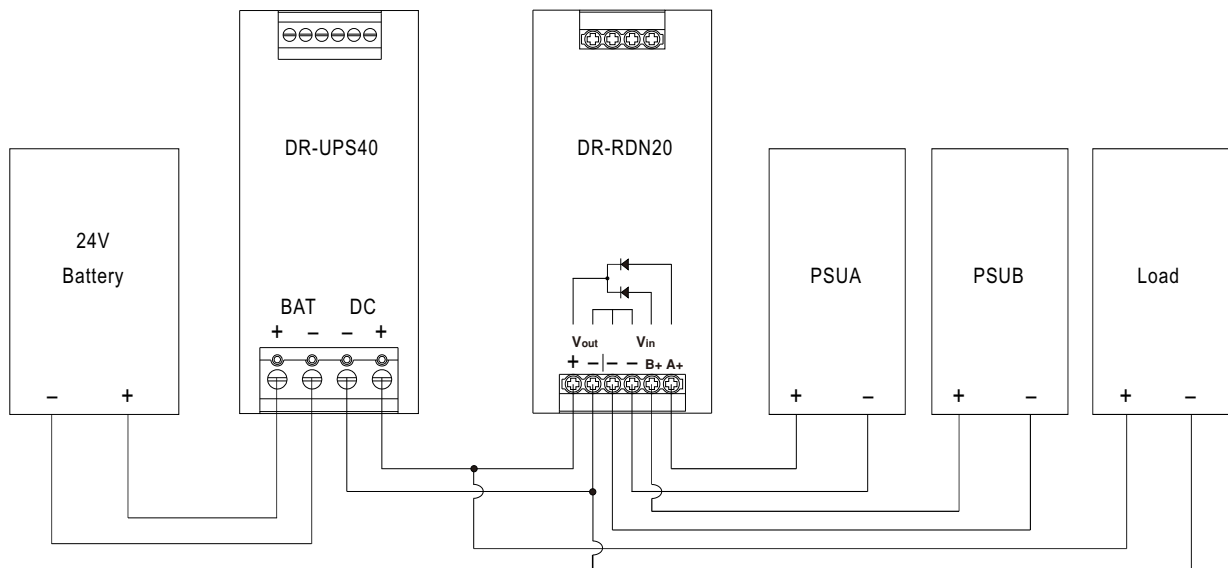 DR-UPS40
DR-RDN20
24V
Battery
PSUA
PSUB
Load
BAT DC
+ − − +
Vout Vin
+ −|− − B+ A+
− +
+ −
+ −
+ −